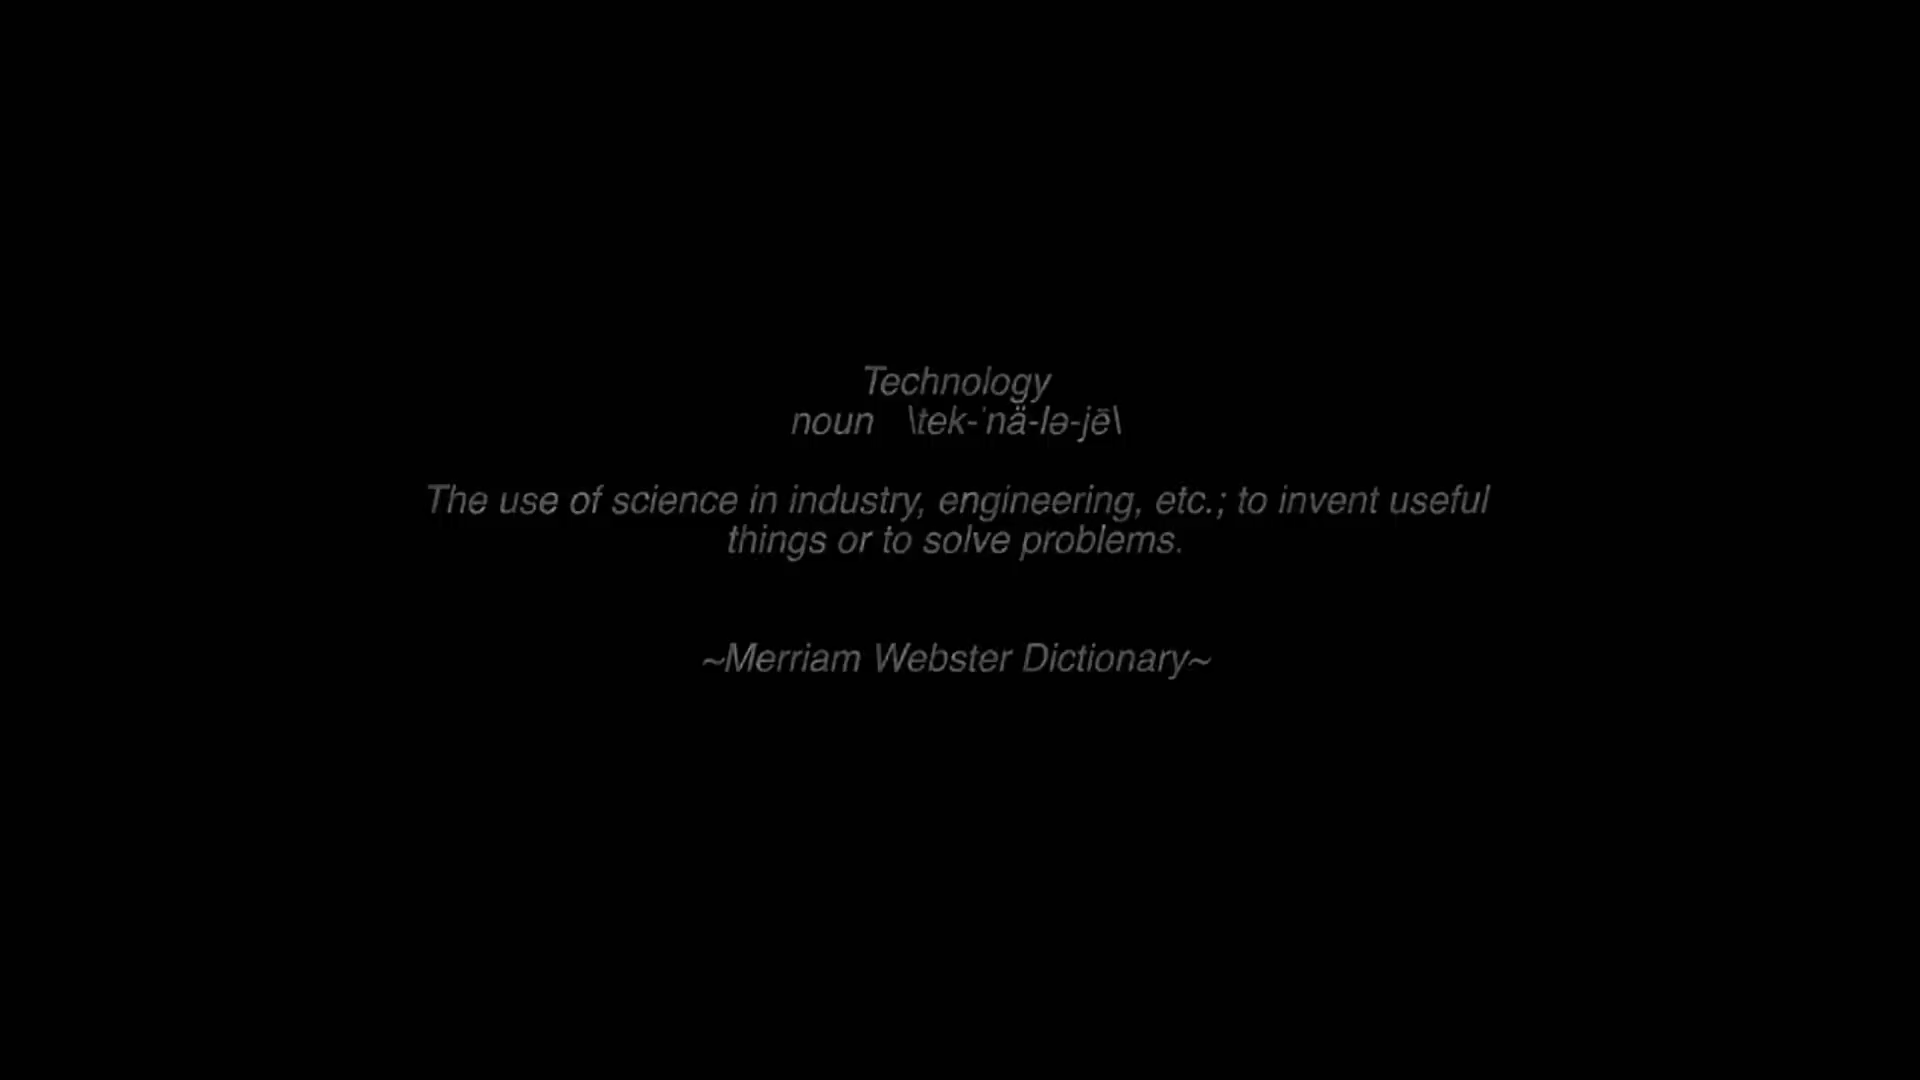 Technology
noun \tek-ˈnä-lə-jē\
The use of science in industry, engineering, etc.; to invent useful
things or to solve problems.
~Merriam Webster Dictionary~